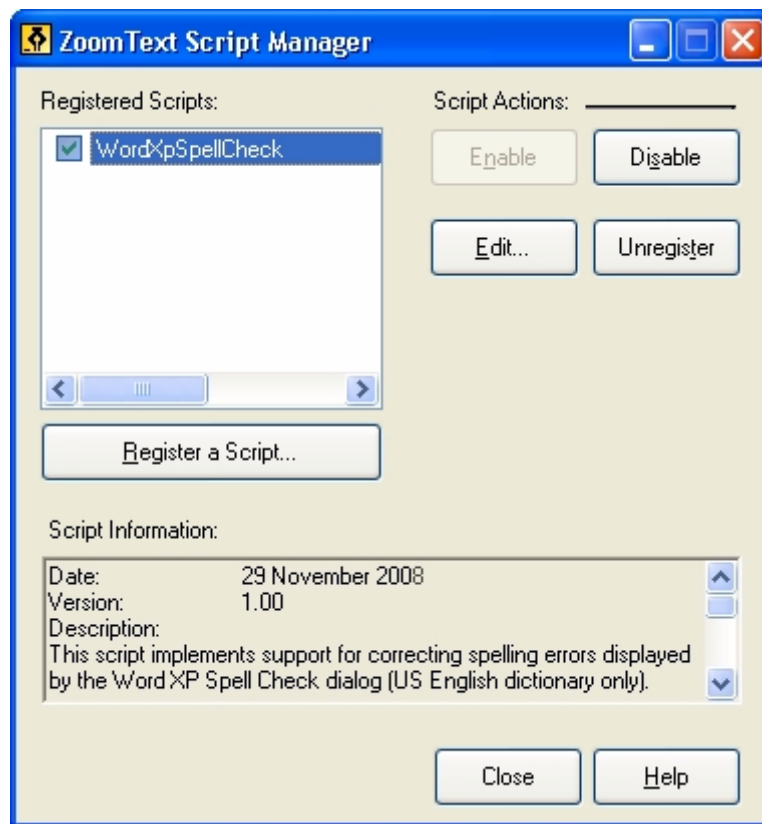 ZoomText Script Manager
Registered Scripts:
Script Actions:
WordXpSpellCheck
Enable
Disable
Edit...
Unregister
Register a Script...
Script Information:
Date: 29 November 2008
Version: 1.00
Description:
This script implements support for correcting spelling errors displayed
by the Word XP Spell Check dialog (US English dictionary only).
Close
Help